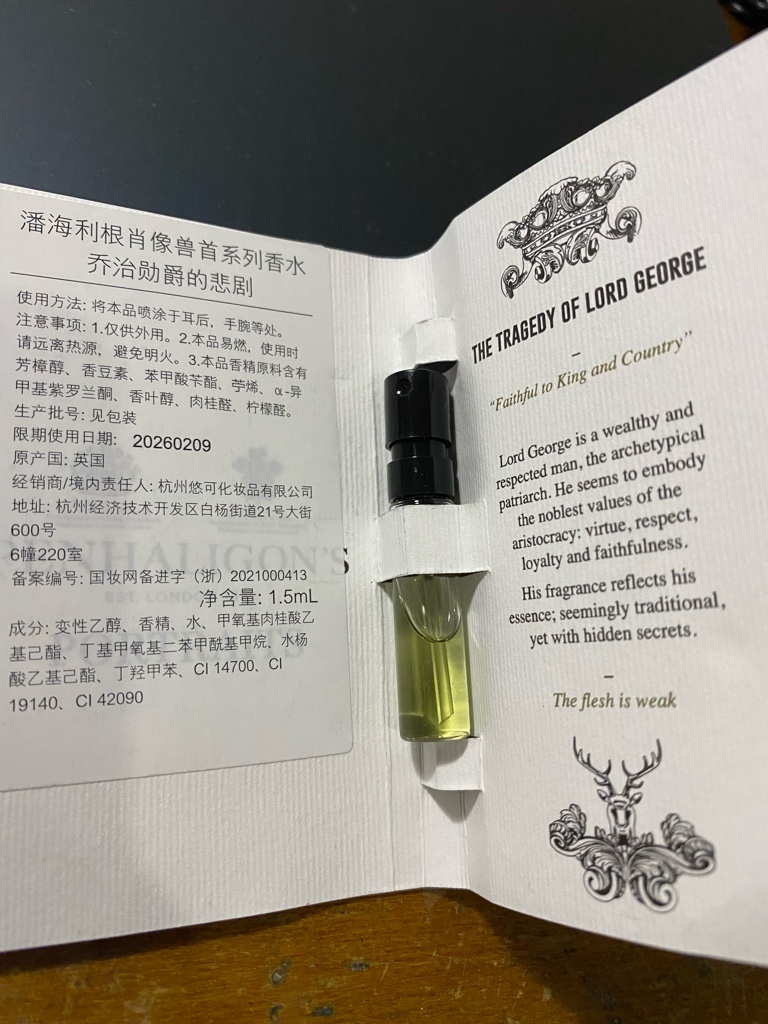 潘海利根肖像兽首系列香水
乔治勋爵的悲剧
使用方法: 将本品喷涂于耳后，手腕等处。
注意事项: 1.仅供外用。2.本品易燃，使用时
请远离热源，避免明火。3.本品香精原料含有
芳樟醇、香豆素、苯甲酸苄酯、苧烯、α-异
甲基紫罗兰酮、香叶醇、肉桂醛、柠檬醛。
生产批号: 见包装
限期使用日期: 20260209
原产国: 英国
经销商/境内责任人: 杭州悠可化妆品有限公司
地址: 杭州经济技术开发区白杨街道21号大街
600号
6幢220室
备案编号: 国妆网备进字（浙）2021000413
净含量: 1.5mL
成分: 变性乙醇、香精、水、甲氧基肉桂酸乙
基己酯、丁基甲氧基二苯甲酰基甲烷、水杨
酸乙基己酯、丁羟甲苯、CI 14700、CI
19140、CI 42090
PENHALIGON'S
EST. LONDON
PORTRAITS
THE TRAGEDY OF LORD GEORGE
"Faithful to King and Country"
Lord George is a wealthy and
respected man, the archetypical
patriarch. He seems to embody
the noblest values of the
aristocracy: virtue, respect,
loyalty and faithfulness.
His fragrance reflects his
essence; seemingly traditional,
yet with hidden secrets.
The flesh is weak